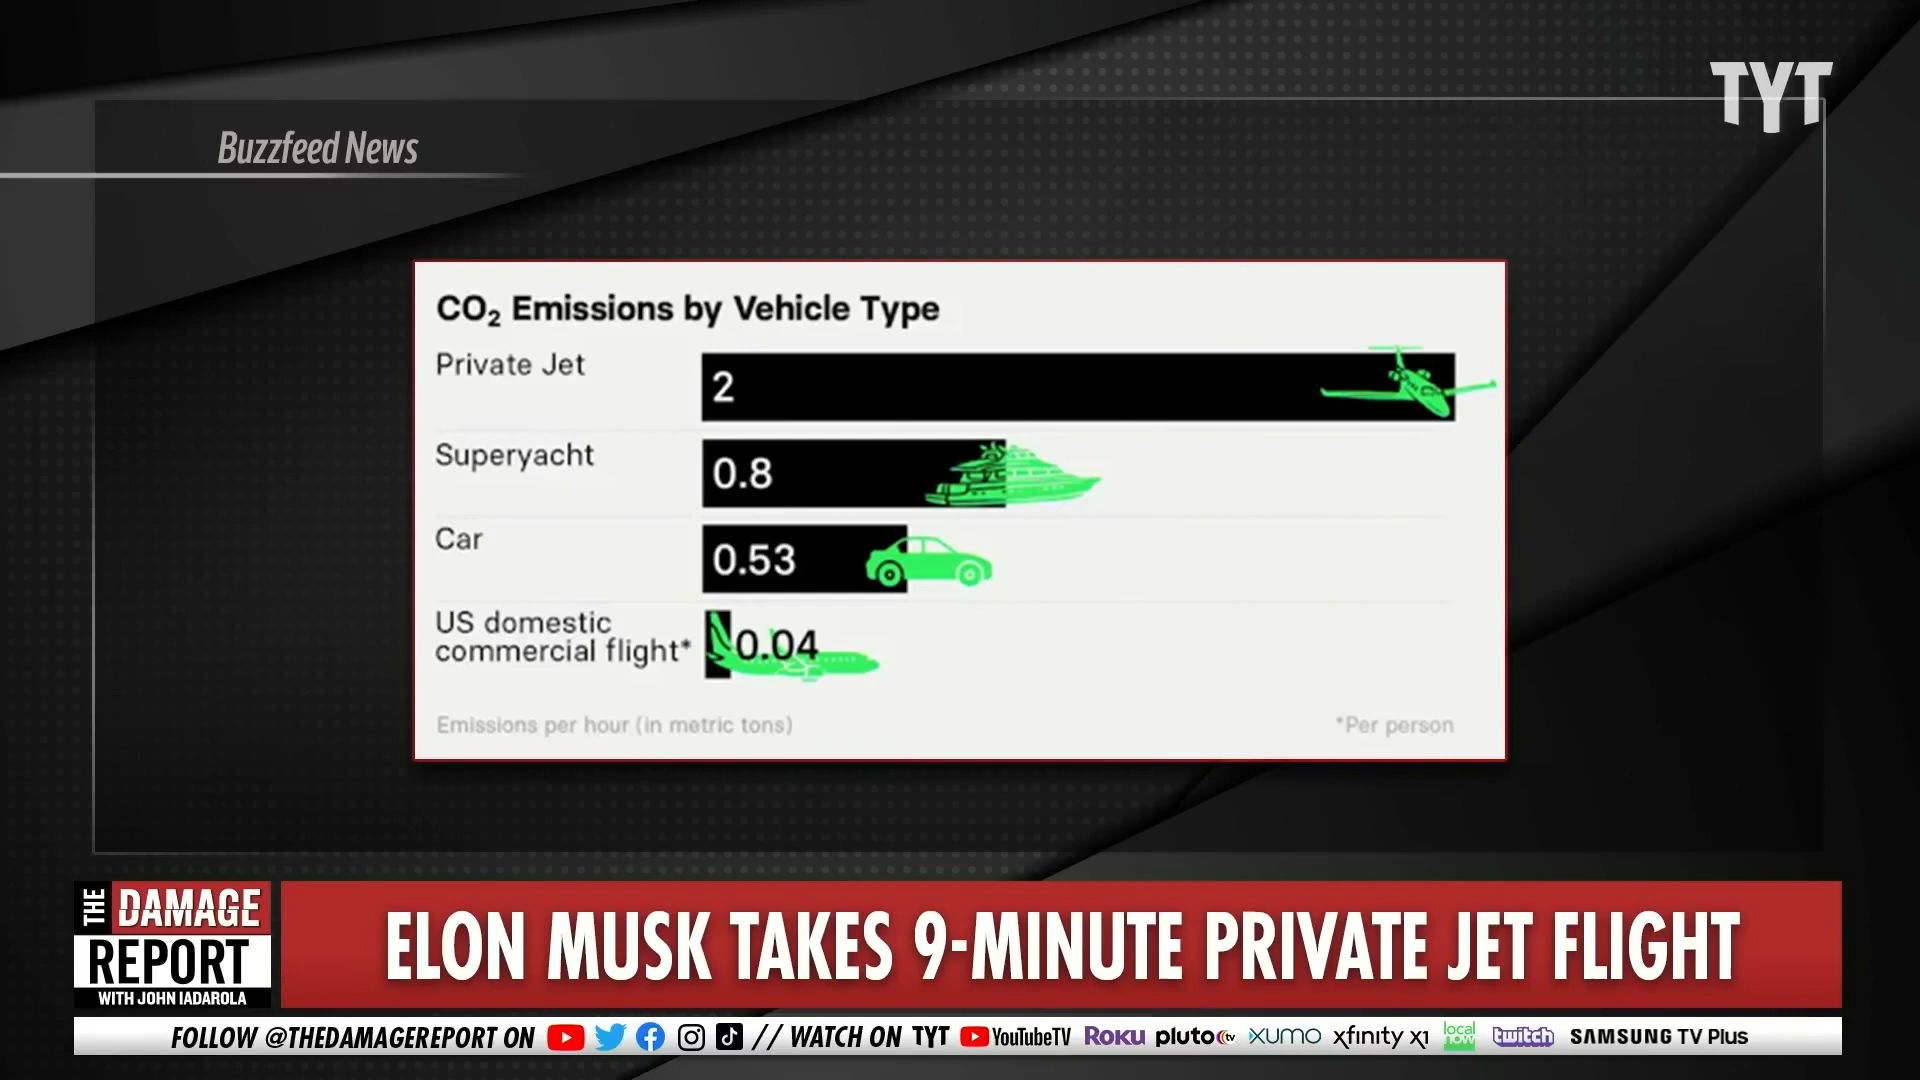 TYT
Buzzfeed News
CO₂ Emissions by Vehicle Type
Private Jet
2
Superyacht
0.8
Car
0.53
US domestic
commercial flight*
0.04
Emissions per hour (in metric tons)
*Per person
THE DAMAGE
REPORT
WITH JOHN IADAROLA
ELON MUSK TAKES 9-MINUTE PRIVATE JET FLIGHT
FOLLOW @THEDAMAGEREPORT ON // WATCH ON TYT YouTubeTV ROKU pluto tv xumo xfinity x1 local now twitch SAMSUNG TV Plus